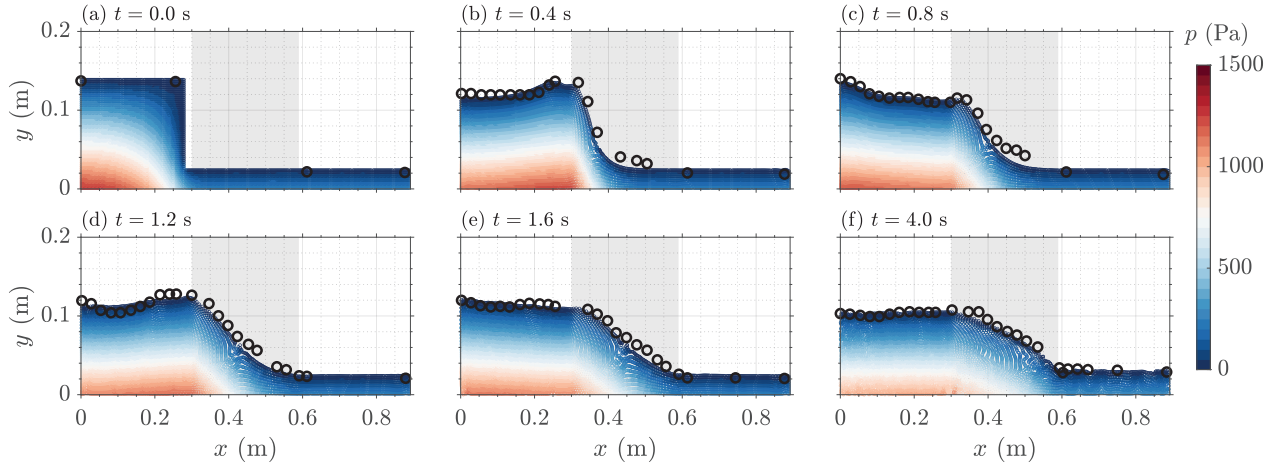 (a) t = 0.0 s
(b) t = 0.4 s
(c) t = 0.8 s
p (Pa)
0.2
0.1
0
y (m)
1500
1000
500
0
(d) t = 1.2 s
(e) t = 1.6 s
(f) t = 4.0 s
0.2
0.1
0
y (m)
0 0.2 0.4 0.6 0.8
0 0.2 0.4 0.6 0.8
0 0.2 0.4 0.6 0.8
x (m)
x (m)
x (m)